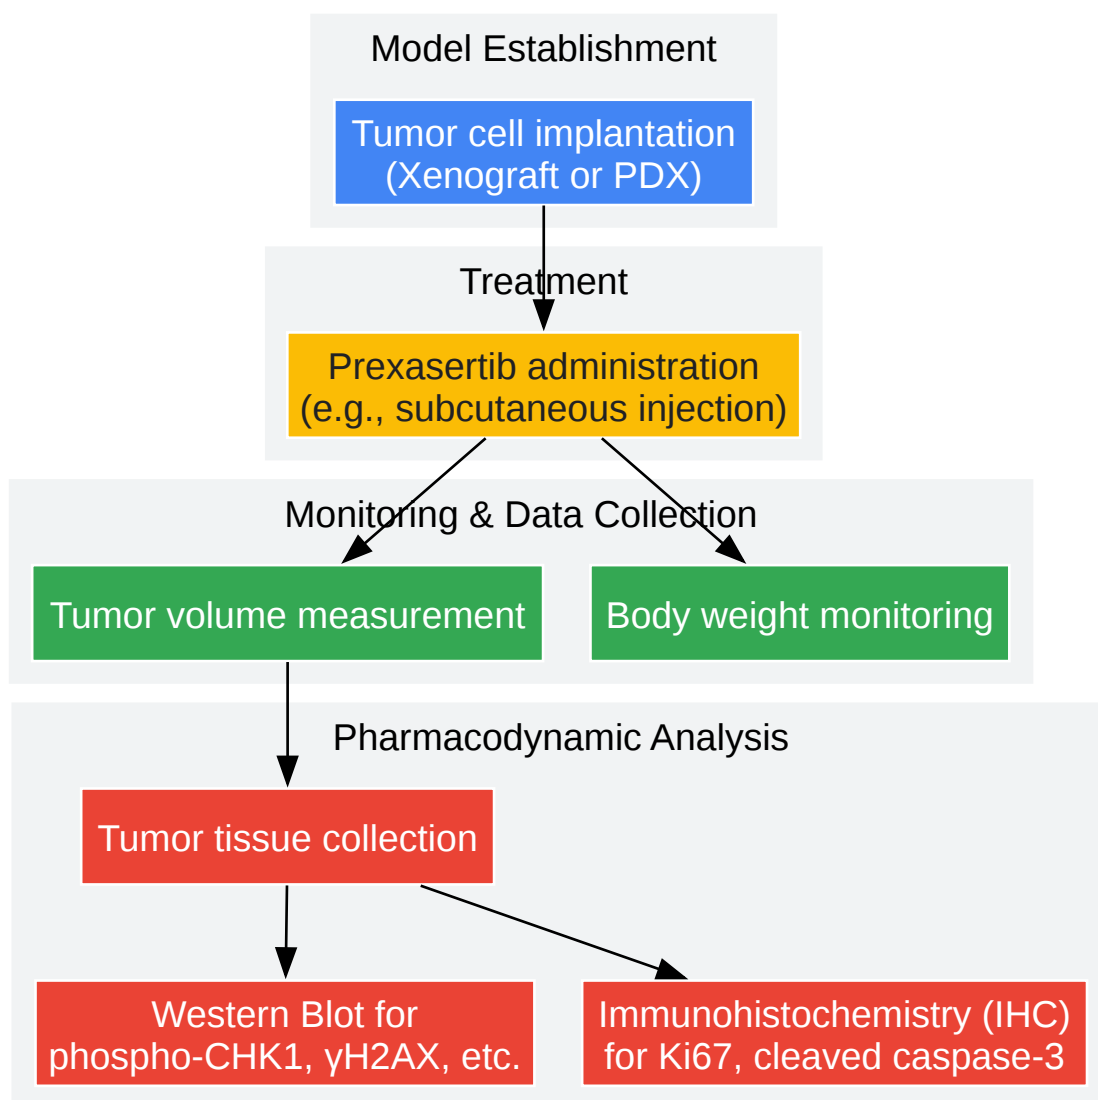 Model Establishment
Tumor cell implantation
(Xenograft or PDX)
Treatment
Prexasertib administration
(e.g., subcutaneous injection)
Monitoring & Data Collection
Tumor volume measurement
Body weight monitoring
Pharmacodynamic Analysis
Tumor tissue collection
Western Blot for
phospho-CHK1, γH2AX, etc.
Immunohistochemistry (IHC)
for Ki67, cleaved caspase-3